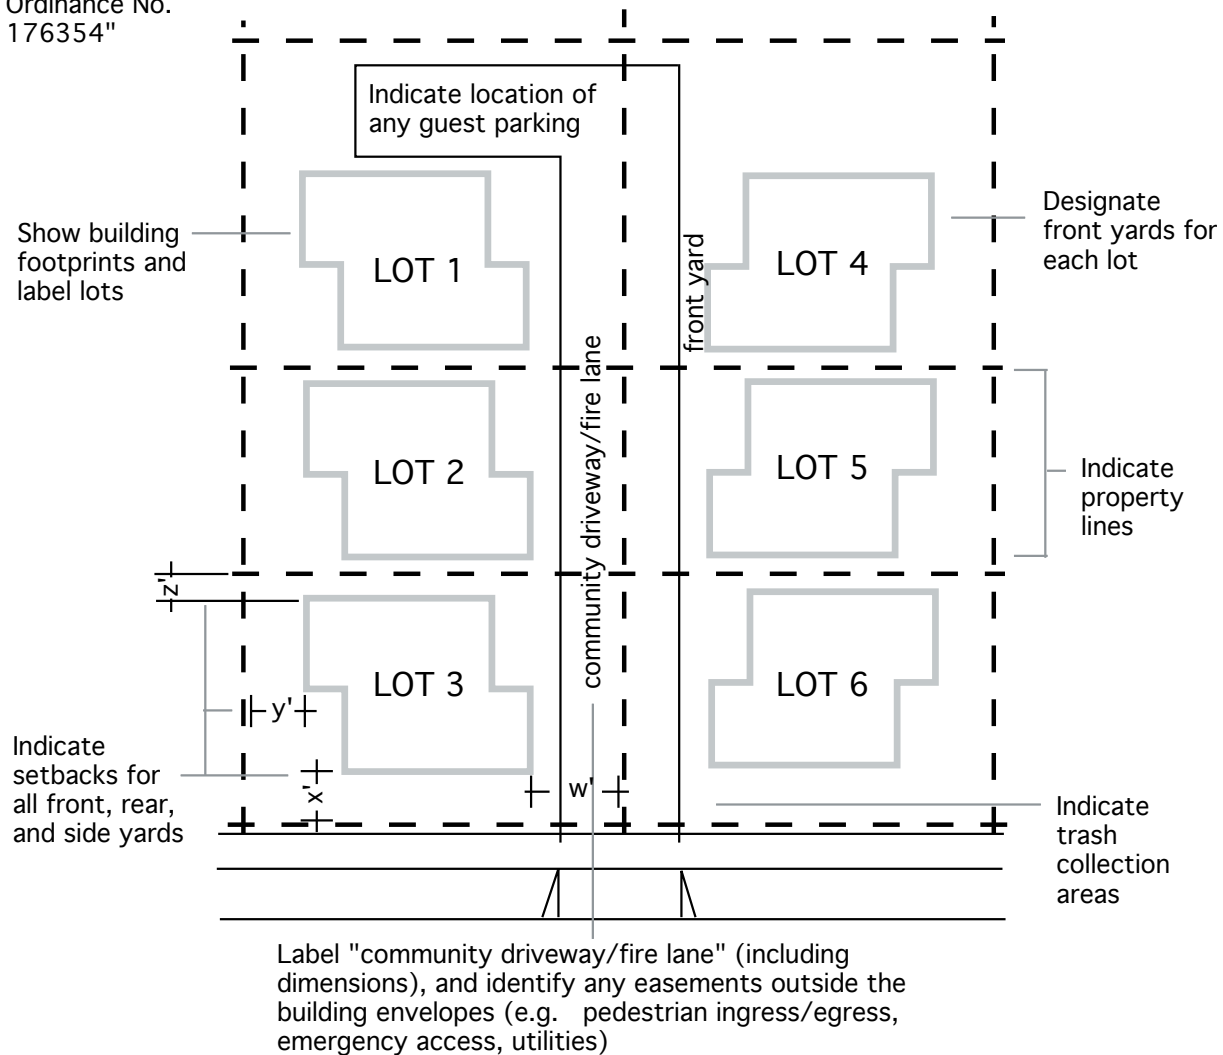 Ordinance No.
176354"
Indicate location of
any guest parking
Show building
footprints and
label lots
LOT 1
LOT 4
front yard
Designate
front yards for
each lot
community driveway/fire lane
LOT 2
LOT 5
Indicate
property
lines
z'
LOT 3
LOT 6
y'
x'
w'
Indicate
setbacks for
all front, rear,
and side yards
Indicate
trash
collection
areas
Label "community driveway/fire lane" (including
dimensions), and identify any easements outside the
building envelopes (e.g.   pedestrian ingress/egress,
emergency access, utilities)